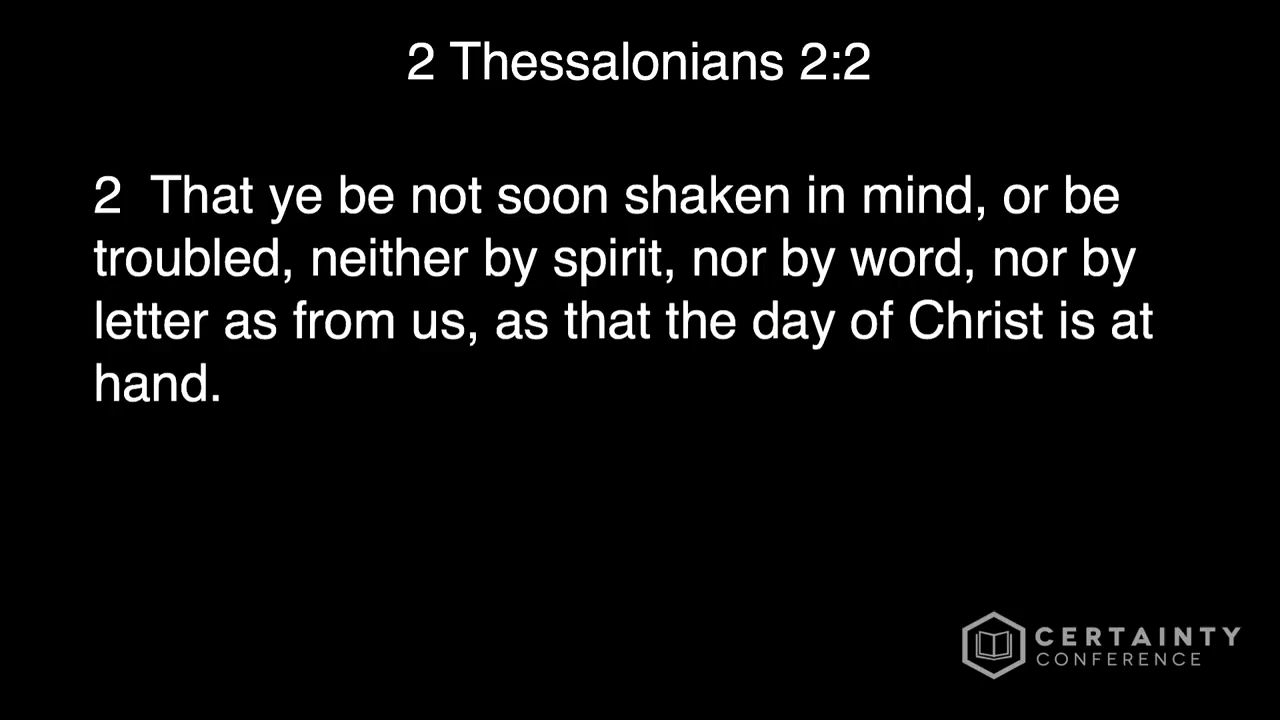 2 Thessalonians 2:2
2  That ye be not soon shaken in mind, or be
troubled, neither by spirit, nor by word, nor by
letter as from us, as that the day of Christ is at
hand.
CERTAINTY
CONFERENCE